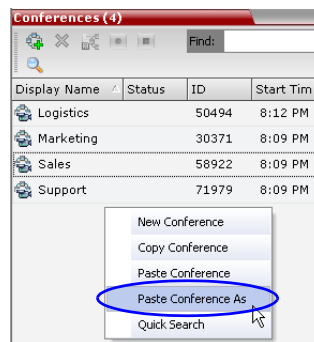 Conferences (4)
Find:
Display Name Status ID Start Tim
Logistics 50494 8:12 PM
Marketing 30371 8:09 PM
Sales 58922 8:09 PM
Support 71979 8:09 PM
New Conference
Copy Conference
Paste Conference
Paste Conference As
Quick Search